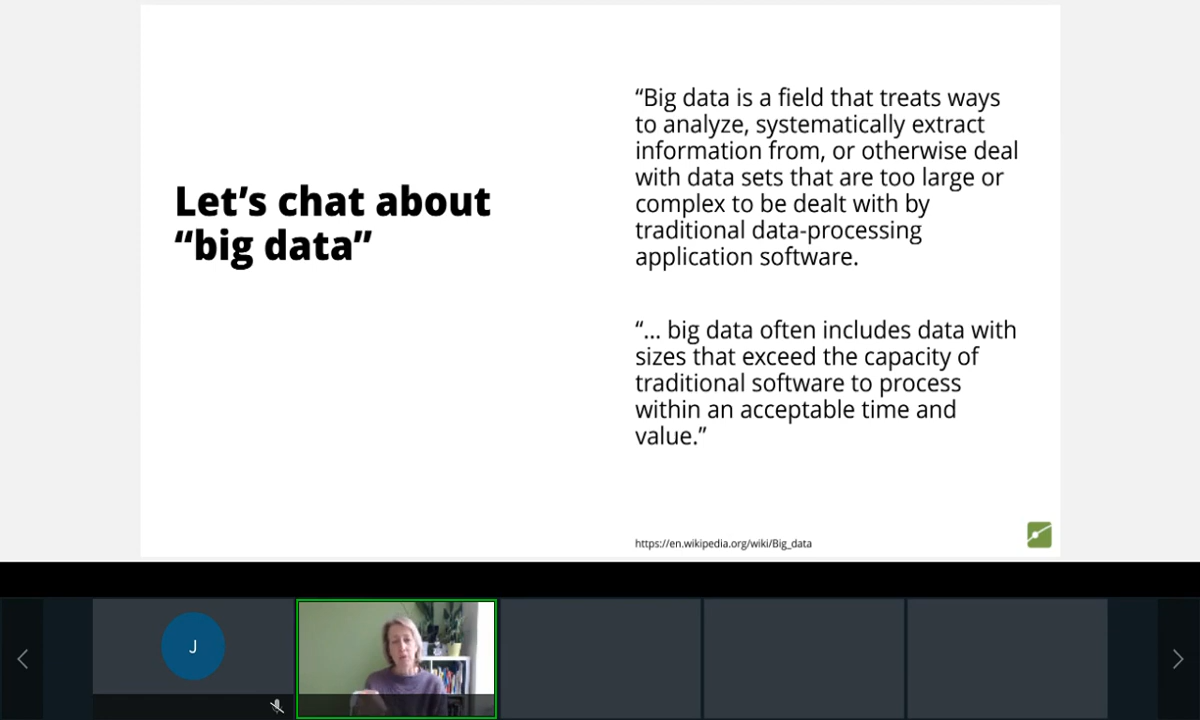 Let’s chat about
“big data”
“Big data is a field that treats ways
to analyze, systematically extract
information from, or otherwise deal
with data sets that are too large or
complex to be dealt with by
traditional data-processing
application software.
“... big data often includes data with
sizes that exceed the capacity of
traditional software to process
within an acceptable time and
value.”
https://en.wikipedia.org/wiki/Big_data
J